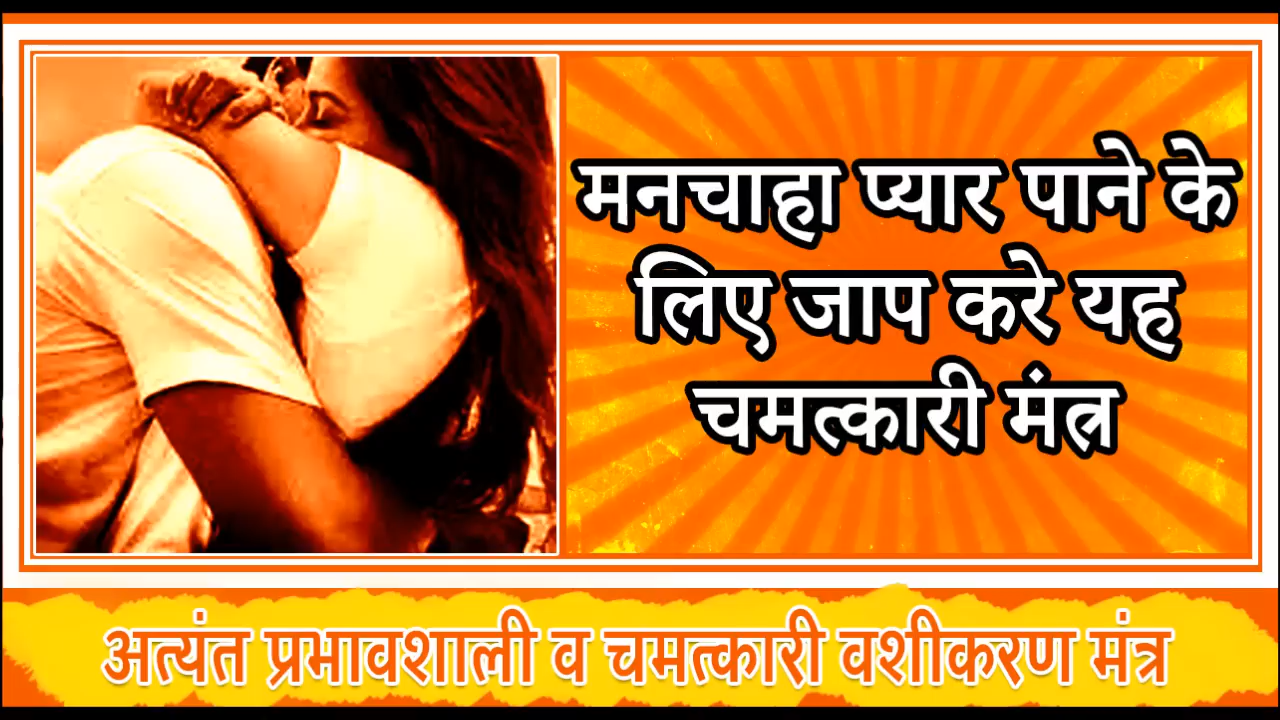 मनचाहा प्यार पाने के
लिए जाप करे यह
चमत्कारी मंत्र
अत्यंत प्रभावशाली व चमत्कारी वशीकरण मंत्र